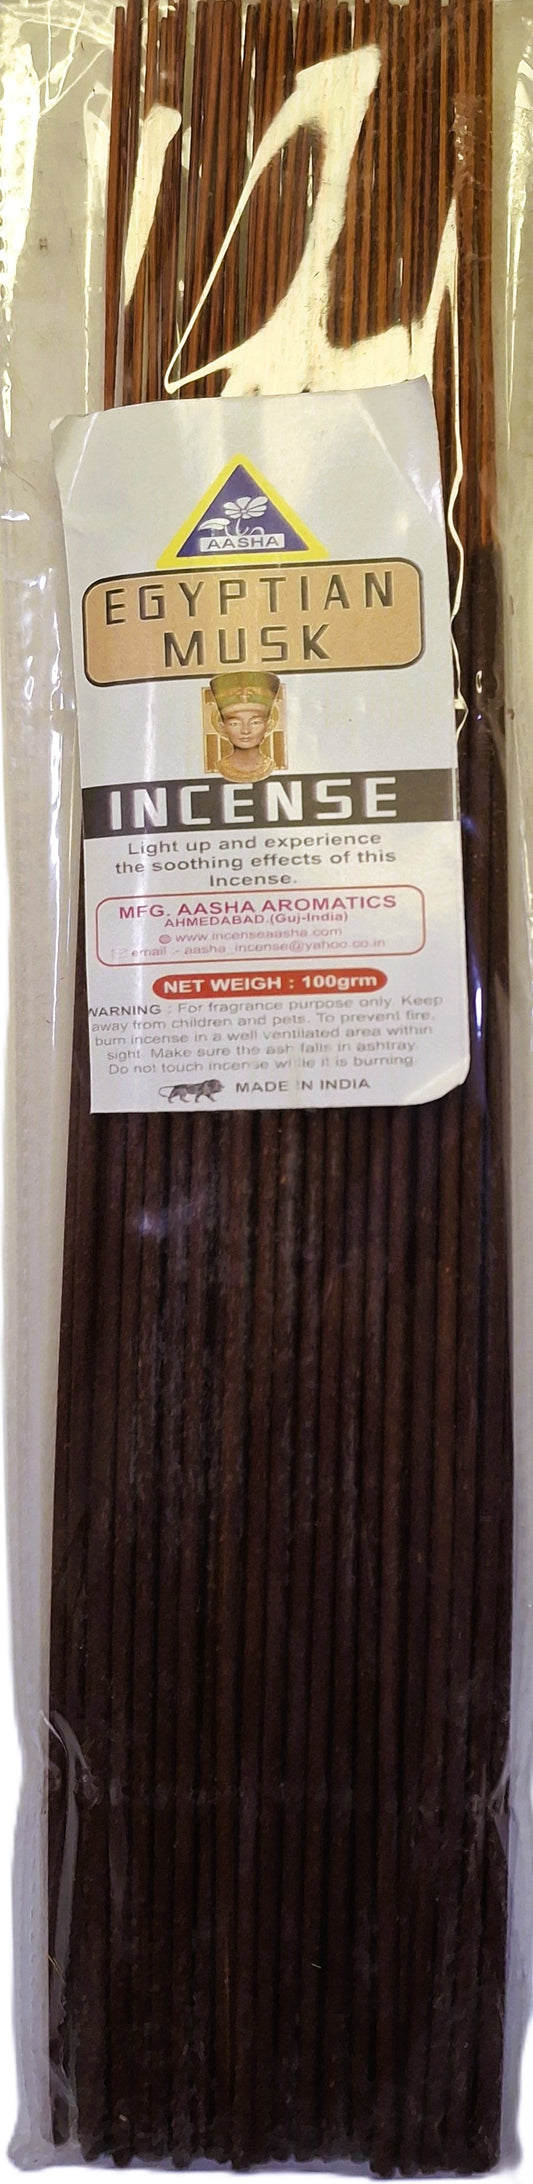 AASHA
EGYPTIAN
MUSK
INCENSE
Light up and experience
the soothing effects of this
Incense.
MFG. AASHA AROMATICS
AHMEDABAD.(Guj-India)
www.incenseaasha.com
email :- aasha_incense@yahoo.co.in
NET WEIGH : 100grm
WARNING : For fragrance purpose only. Keep
away from children and pets. To prevent fire,
burn incense in a well ventilated area within
sight. Make sure the ash falls in ashtray.
Do not touch incense while it is burning.
MADE IN INDIA